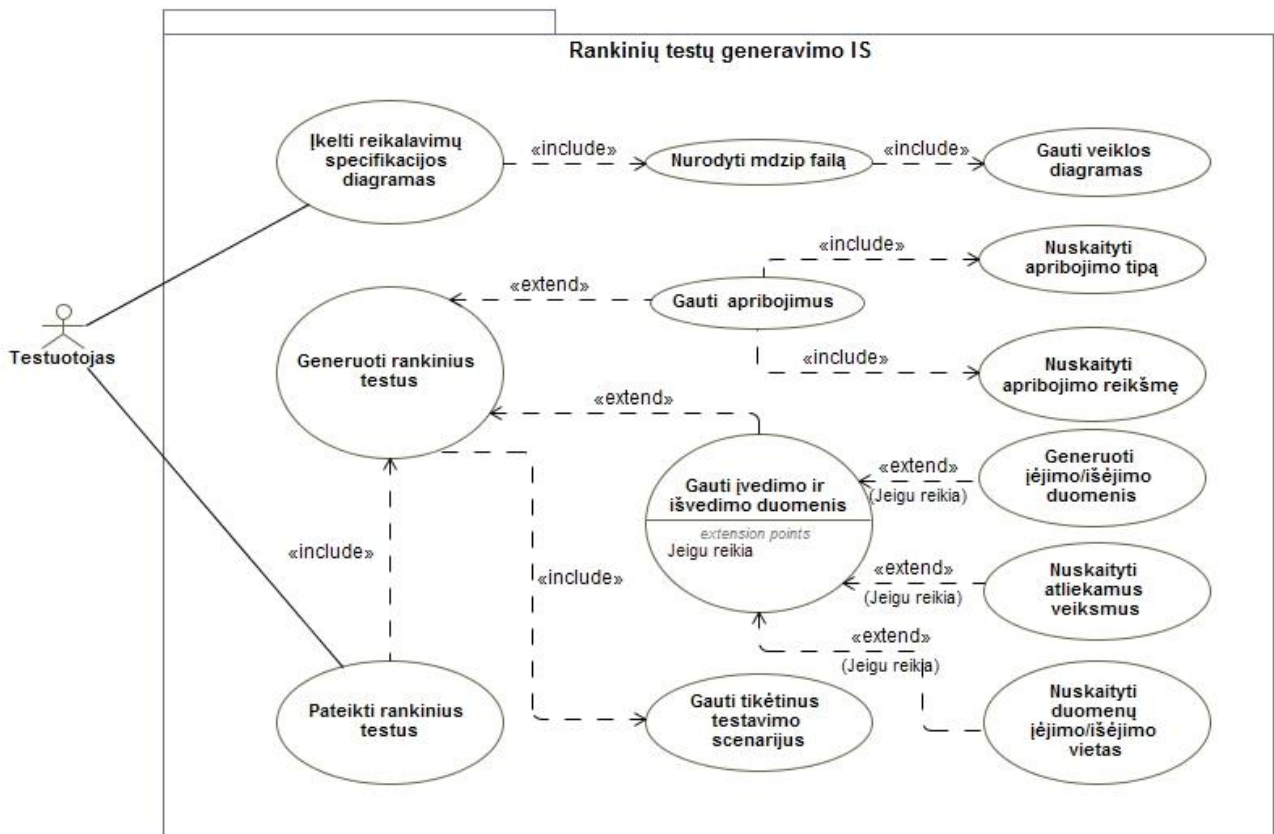 Rankinių testų generavimo IS
Įkelti reikalavimų
specifikacijos
diagramas
«include»
Nurodyti mdzip failą
«include»
Gauti veiklos
diagramas
«include»
Nuskaityti
apribojimo tipą
«extend»
Gauti apribojimus
Testuotojas
Generuoti rankinius
testus
«include»
Nuskaityti
apribojimo reikšmę
«extend»
Gauti įvedimo ir
išvedimo duomenis
extension points
Jeigu reikia
«extend»
(Jeigu reikia)
Generuoti
įėjimo/išėjimo
duomenis
«include»
«include»
«extend»
(Jeigu reikia)
Nuskaityti
atliekamus
veiksmus
«extend»
(Jeigu reikia)
Pateikti rankinius
testus
Gauti tikėtinus
testavimo
scenarijus
Nuskaityti
duomenų
įėjimo/išėjimo
vietas